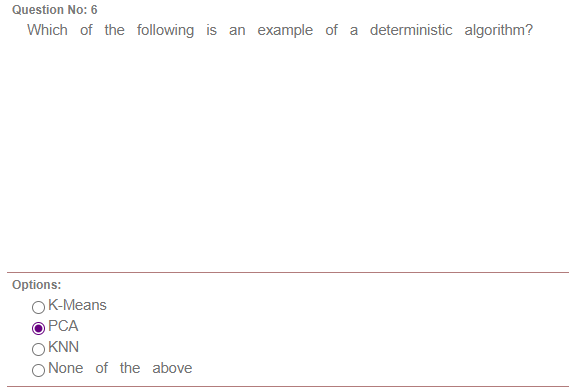 Question No: 6
Which of the following is an example of a deterministic algorithm?
Options:
K-Means
PCA
KNN
None of the above